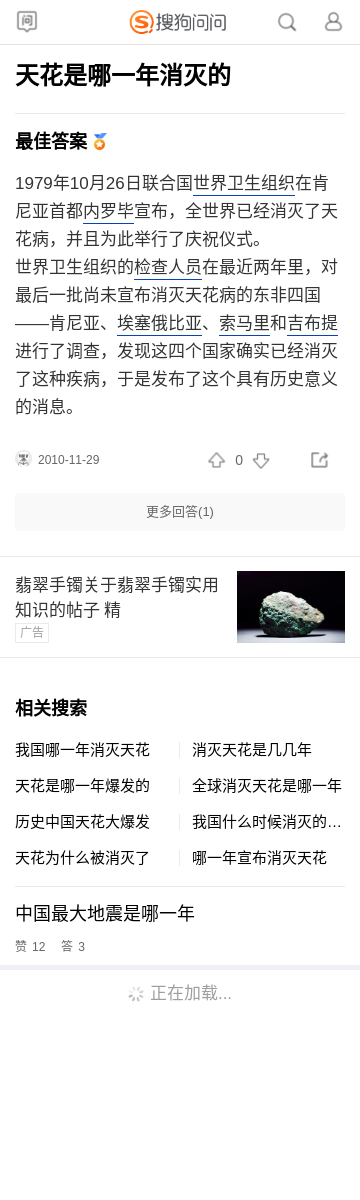 问
搜狗问问
天花是哪一年消灭的
最佳答案
1979年10月26日联合国世界卫生组织在肯
尼亚首都内罗毕宣布，全世界已经消灭了天
花病，并且为此举行了庆祝仪式。
世界卫生组织的检查人员在最近两年里，对
最后一批尚未宣布消灭天花病的东非四国
——肯尼亚、埃塞俄比亚、索马里和吉布提
进行了调查，发现这四个国家确实已经消灭
了这种疾病，于是发布了这个具有历史意义
的消息。
2010-11-29
0
更多回答(1)
翡翠手镯关于翡翠手镯实用
知识的帖子 精
广告
相关搜索
我国哪一年消灭天花
消灭天花是几几年
天花是哪一年爆发的
全球消灭天花是哪一年
历史中国天花大爆发
我国什么时候消灭的...
天花为什么被消灭了
哪一年宣布消灭天花
中国最大地震是哪一年
赞 12 答 3
正在加载...